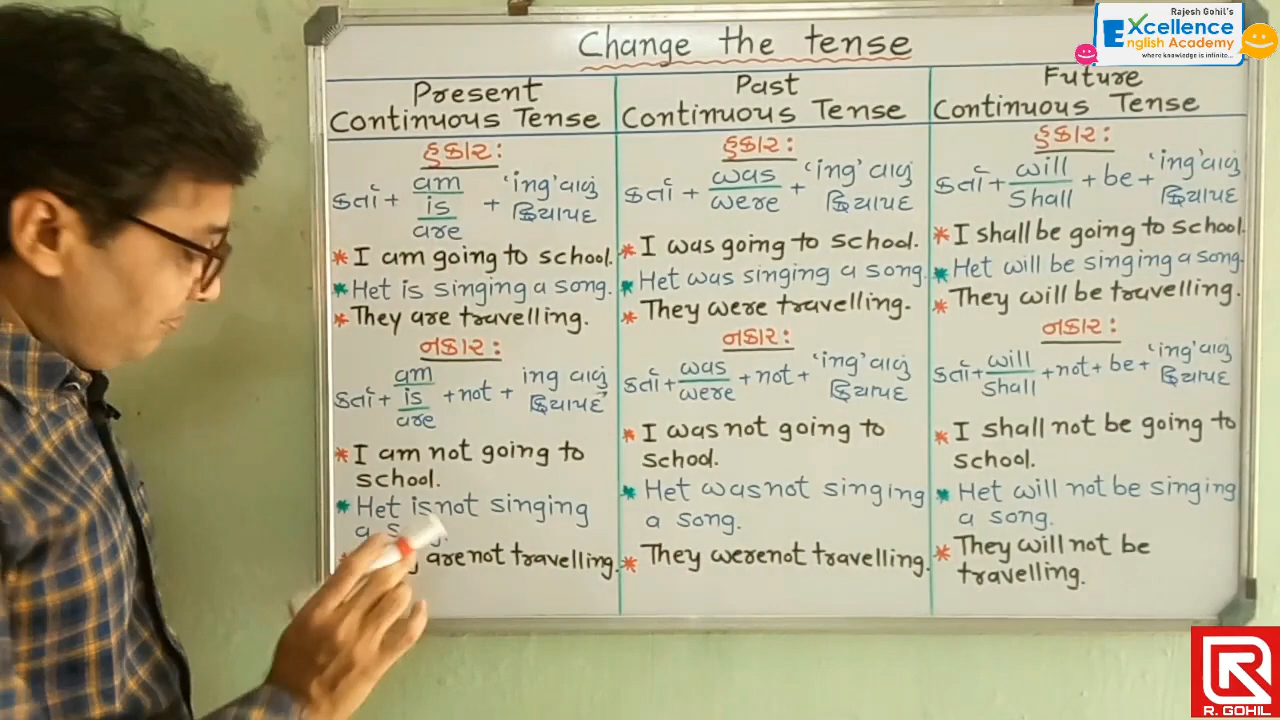 Rajesh Gohil's
Excellence
English Academy
where knowledge is infinite...
Change the tense
Present
Continuous Tense
હકાર:
કર્તા + am
is
are
+ 'ing' વાળું
ક્રિયાપદ
* I am going to school.
* Het is singing a song.
* They are travelling.
નકાર:
કર્તા + am
is
are
+ not + ing વાળું
ક્રિયાપદ
* I am not going to
school.
* Het is not singing
a
are not travelling.
Past
Continuous Tense
હકાર:
કર્તા + was
were
+ 'ing' વાળું
ક્રિયાપદ
* I was going to school.
* Het was singing a song.
* They were travelling.
નકાર:
કર્તા + was
were
+ not + 'ing' વાળું
ક્રિયાપદ
* I was not going to
school.
* Het was not singing
a song.
* They were not travelling.
Future
Continuous Tense
હકાર:
કર્તા + will
Shall
+ be + 'ing' વાળું
ક્રિયાપદ
* I shall be going to school.
* Het will be singing a song.
* They will be travelling.
નકાર:
કર્તા + will
Shall
+ not + be + 'ing' વાળું
ક્રિયાપદ
* I shall not be going to
school.
* Het will not be singing
a song.
* They will not be
travelling.
R. GOHIL